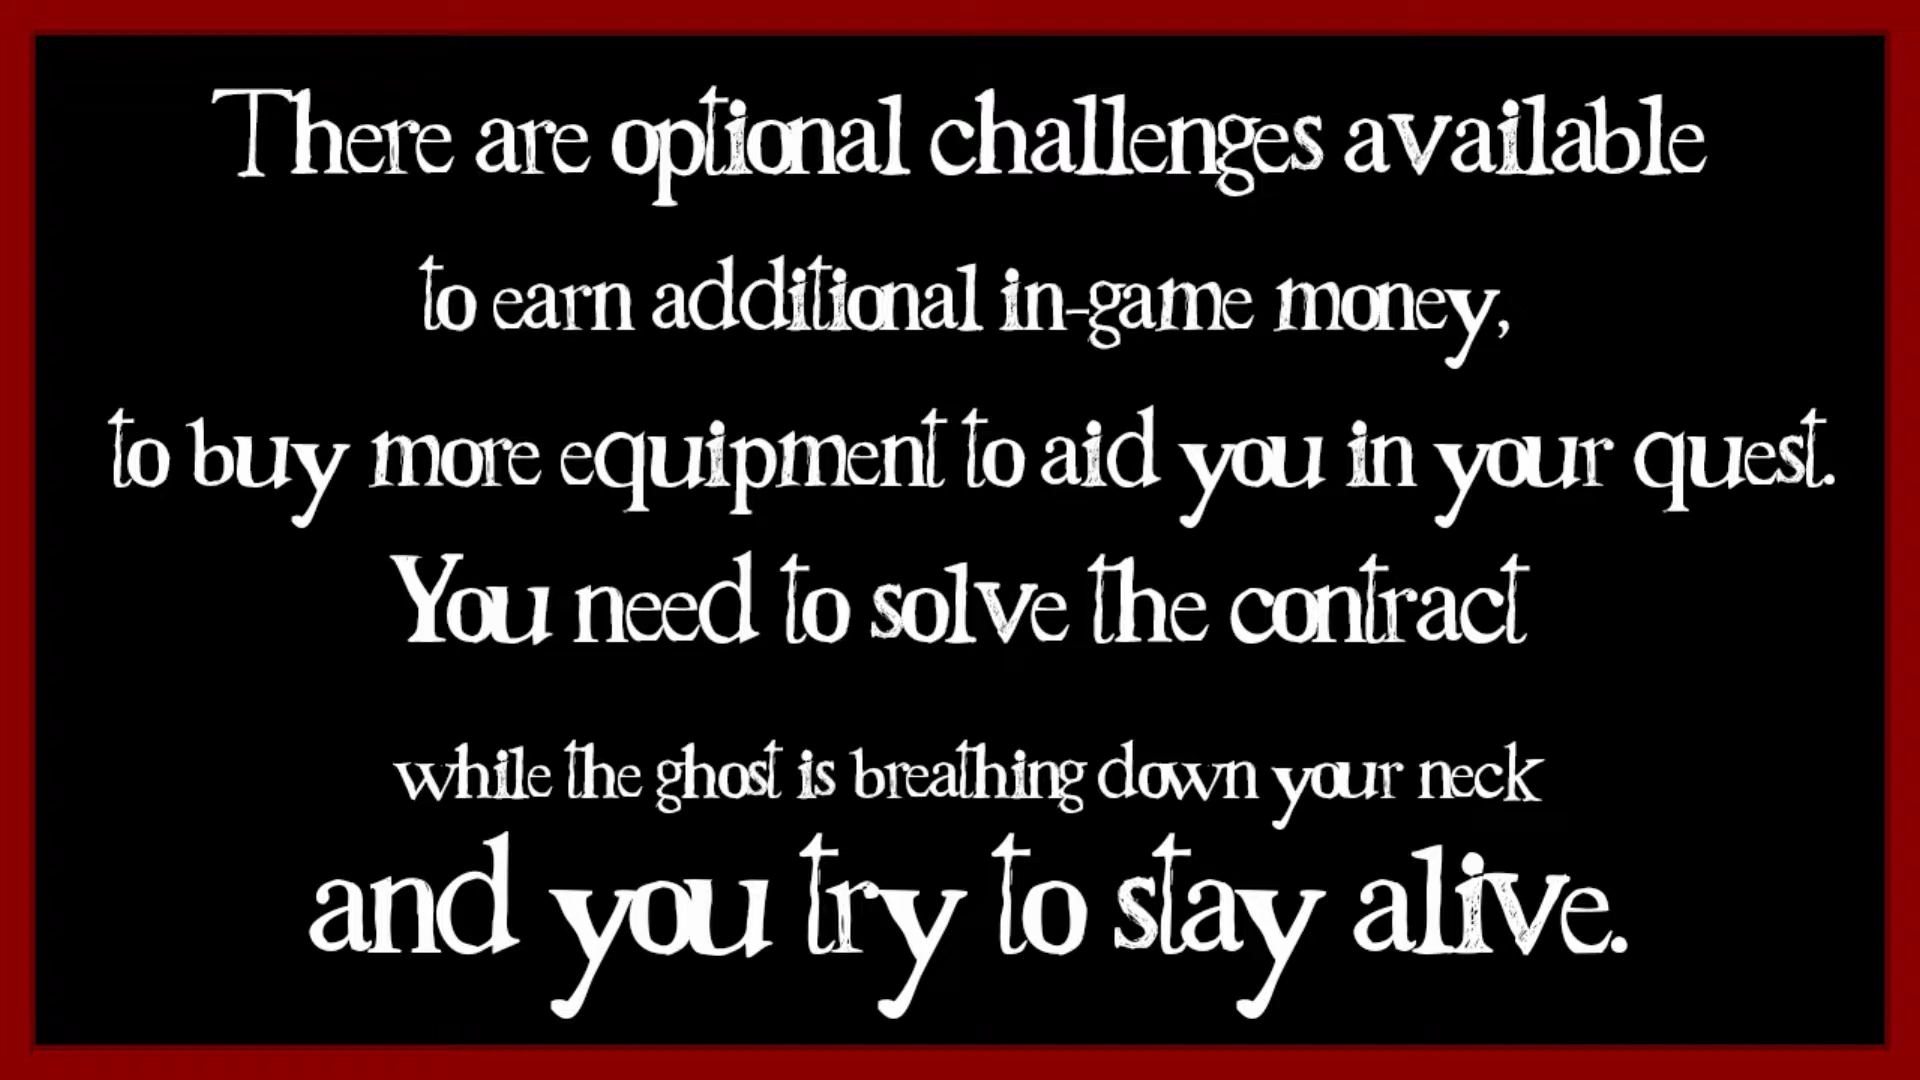 There are optional challenges available
to earn additional in-game money,
to buy more equipment to aid you in your quest.
You need to solve the contract
while the ghost is breathing down your neck
and you try to stay alive.